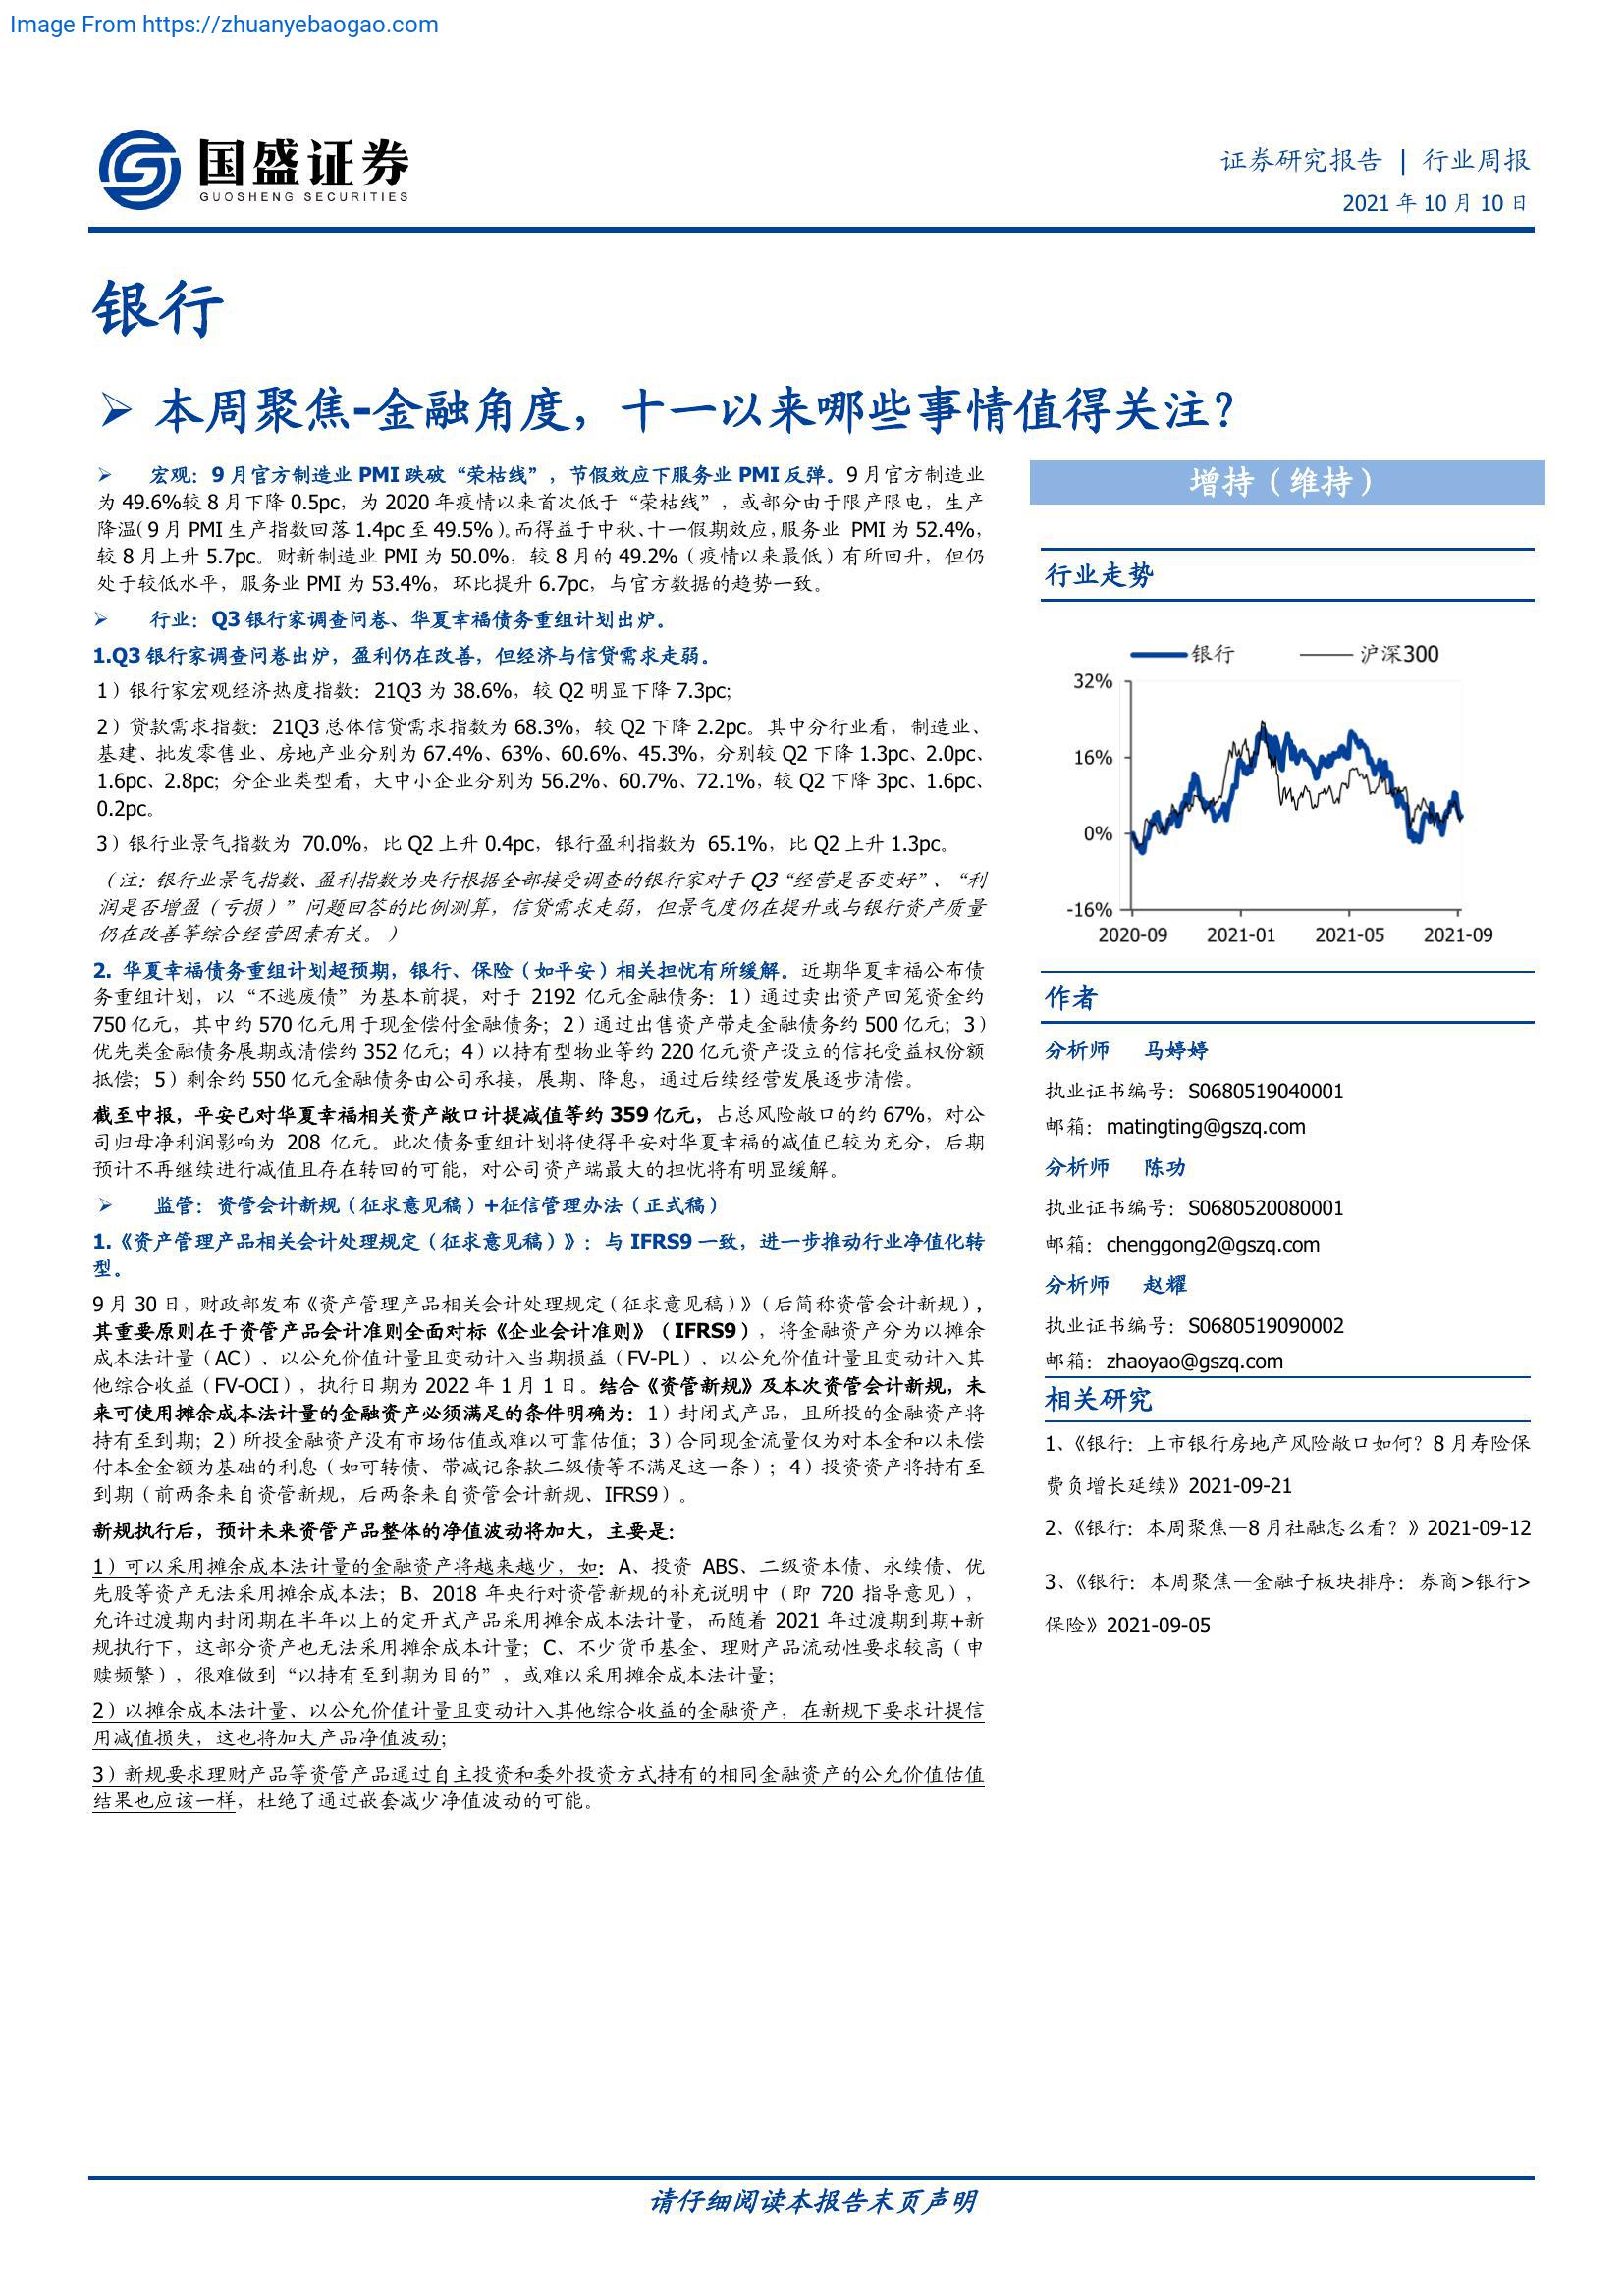 Image From https://zhuanyebaogao.com
国盛证券
GUOSHENG SECURITIES
证券研究报告 | 行业周报
2021 年 10 月 10 日
银行
本周聚焦-金融角度，十一以来哪些事情值得关注？
宏观：9 月官方制造业 PMI 跌破“荣枯线”，节假效应下服务业 PMI 反弹。9 月官方制造业
为 49.6%较 8 月下降 0.5pc，为 2020 年疫情以来首次低于“荣枯线”，或部分由于限产限电，生产
降温（9 月 PMI 生产指数回落 1.4pc 至 49.5%）。而得益于中秋、十一假期效应，服务业 PMI 为 52.4%，
较 8 月上升 5.7pc。财新制造业 PMI 为 50.0%，较 8 月的 49.2%（疫情以来最低）有所回升，但仍
处于较低水平，服务业 PMI 为 53.4%，环比提升 6.7pc，与官方数据的趋势一致。
行业：Q3 银行家调查问卷、华夏幸福债务重组计划出炉。
1.Q3 银行家调查问卷出炉，盈利仍在改善，但经济与信贷需求走弱。
1）银行家宏观经济热度指数：21Q3 为 38.6%，较 Q2 明显下降 7.3pc;
2）贷款需求指数：21Q3 总体信贷需求指数为 68.3%，较 Q2 下降 2.2pc。其中分行业看，制造业、
基建、批发零售业、房地产业分别为 67.4%、63%、60.6%、45.3%，分别较 Q2 下降 1.3pc、2.0pc、
1.6pc、2.8pc；分企业类型看，大中小企业分别为 56.2%、60.7%、72.1%，较 Q2 下降 3pc、1.6pc、
0.2pc。
3）银行业景气指数为 70.0%，比 Q2 上升 0.4pc，银行盈利指数为 65.1%，比 Q2 上升 1.3pc。
（注：银行业景气指数、盈利指数为央行根据全部接受调查的银行家对于 Q3“经营是否变好”、“利
润是否增盈（亏损）”问题回答的比例测算，信贷需求走弱，但景气度仍在提升或与银行资产质量
仍在改善等综合经营因素有关。）
2. 华夏幸福债务重组计划超预期，银行、保险（如平安）相关担忧有所缓解。近期华夏幸福公布债
务重组计划，以“不逃废债”为基本前提，对于 2192 亿元金融债务：1）通过卖出资产回笼资金约
750 亿元，其中约 570 亿元用于现金偿付金融债务；2）通过出售资产带走金融债务约 500 亿元；3）
优先类金融债务展期或清偿约 352 亿元；4）以持有型物业等约 220 亿元资产设立的信托受益权份额
抵偿；5）剩余约 550 亿元金融债务由公司承接，展期、降息，通过后续经营发展逐步清偿。
截至中报，平安已对华夏幸福相关资产敞口计提减值等约 359 亿元，占总风险敞口的约 67%，对公
司归母净利润影响为 208 亿元。此次债务重组计划将使得平安对华夏幸福的减值已较为充分，后期
预计不再继续进行减值且存在转回的可能，对公司资产端最大的担忧将有明显缓解。
监管：资管会计新规（征求意见稿）+征信管理办法（正式稿）
1.《资产管理产品相关会计处理规定（征求意见稿）》：与 IFRS9 一致，进一步推动行业净值化转
型。
9 月 30 日，财政部发布《资产管理产品相关会计处理规定（征求意见稿）》（后简称资管会计新规），
其重要原则在于资管产品会计准则全面对标《企业会计准则》（IFRS9），将金融资产分为以摊余
成本法计量（AC）、以公允价值计量且变动计入当期损益（FV-PL）、以公允价值计量且变动计入其
他综合收益（FV-OCI），执行日期为 2022 年 1 月 1 日。结合《资管新规》及本次资管会计新规，未
来可使用摊余成本法计量的金融资产必须满足的条件明确为：1）封闭式产品，且所投的金融资产将
持有至到期；2）所投金融资产没有市场估值或难以可靠估值；3）合同现金流量仅为对本金和以未偿
付本金金额为基础的利息（如可转债、带减记条款二级债等不满足这一条）；4）投资资产将持有至
到期（前两条来自资管新规，后两条来自资管会计新规、IFRS9）。
新规执行后，预计未来资管产品整体的净值波动将加大，主要是：
1）可以采用摊余成本法计量的金融资产将越来越少，如：A、投资 ABS、二级资本债、永续债、优
先股等资产无法采用摊余成本法；B、2018 年央行对资管新规的补充说明中（即 720 指导意见），
允许过渡期内封闭期在半年以上的定开式产品采用摊余成本法计量，而随着 2021 年过渡期到期+新
规执行下，这部分资产也无法采用摊余成本计量；C、不少货币基金、理财产品流动性要求较高（申
赎频繁），很难做到“以持有至到期为目的”，或难以采用摊余成本法计量；
2）以摊余成本法计量、以公允价值计量且变动计入其他综合收益的金融资产，在新规下要求计提信
用减值损失，这也将加大产品净值波动；
3）新规要求理财产品等资管产品通过自主投资和委外投资方式持有的相同金融资产的公允价值估值
结果也应该一样，杜绝了通过嵌套减少净值波动的可能。
增持（维持）
行业走势
银行 沪深300
32%
16%
0%
-16%
2020-09 2021-01 2021-05 2021-09
作者
分析师 马婷婷
执业证书编号：S0680519040001
邮箱：matingting@gszq.com
分析师 陈功
执业证书编号：S0680520080001
邮箱：chenggong2@gszq.com
分析师 赵耀
执业证书编号：S0680519090002
邮箱：zhaoyao@gszq.com
相关研究
1、《银行：上市银行房地产风险敞口如何？8 月寿险保
费负增长延续》2021-09-21
2、《银行：本周聚焦—8 月社融怎么看？》2021-09-12
3、《银行：本周聚焦—金融子板块排序：券商>银行>
保险》2021-09-05
请仔细阅读本报告末页声明